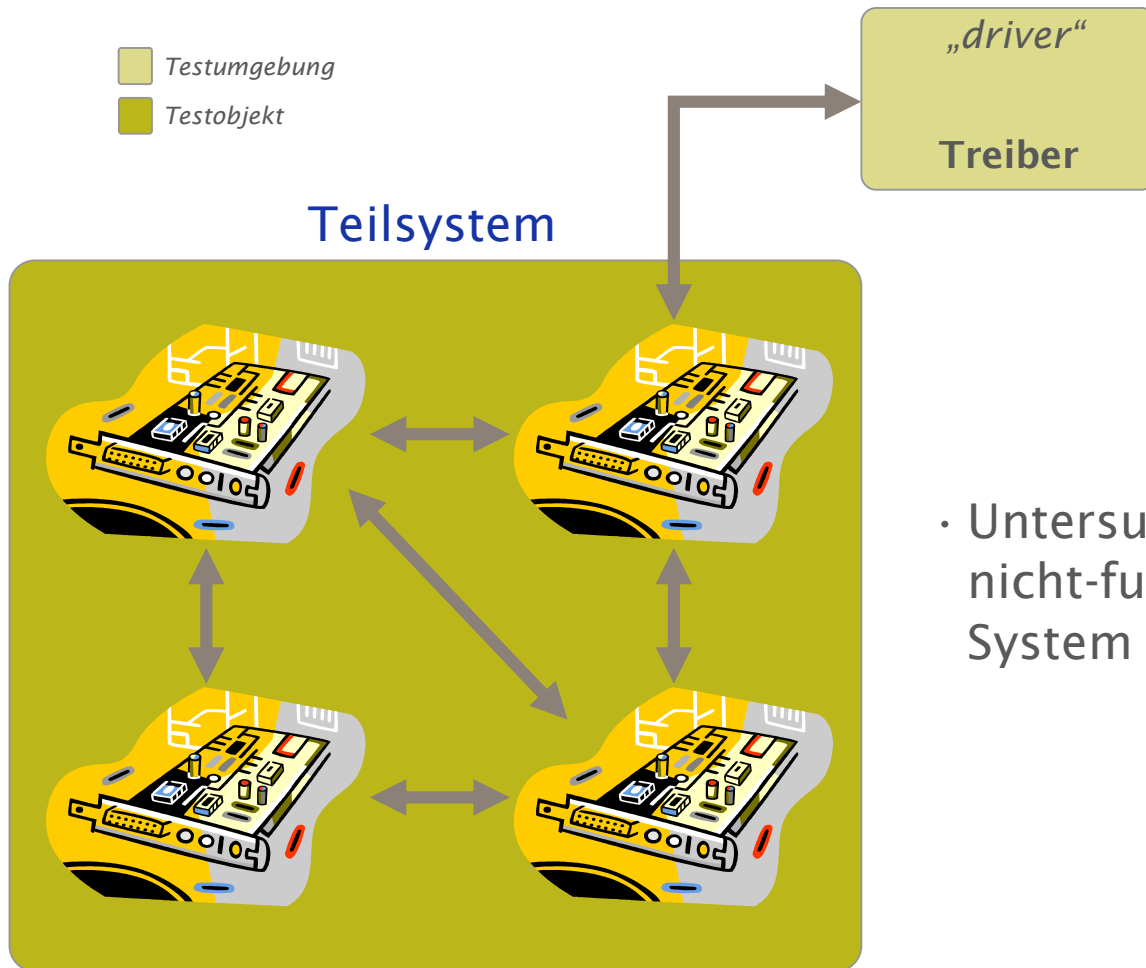 „driver“
Testumgebung
Testobjekt
Treiber
Teilsystem
· Untersu
nicht-fu
System